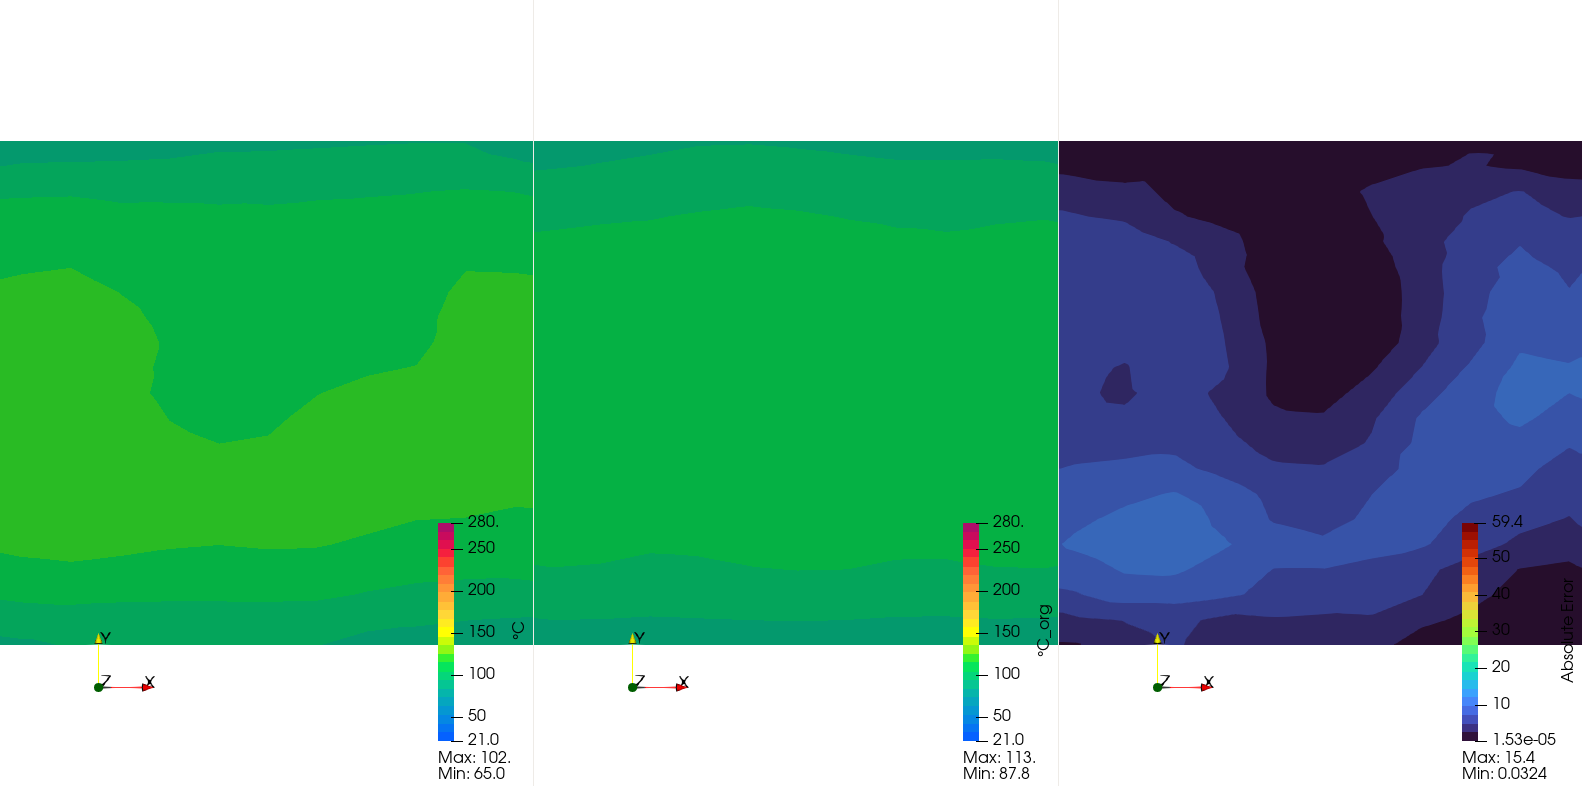 280.
250
200
150
100
50
21.0
°C
Max: 102.
Min: 65.0
Y
Z
X
280.
250
200
150
100
50
21.0
°C_org
Max: 113.
Min: 87.8
Y
Z
X
59.4
50
40
30
20
10
1.53e-05
Absolute Error
Max: 15.4
Min: 0.0324
Y
Z
X